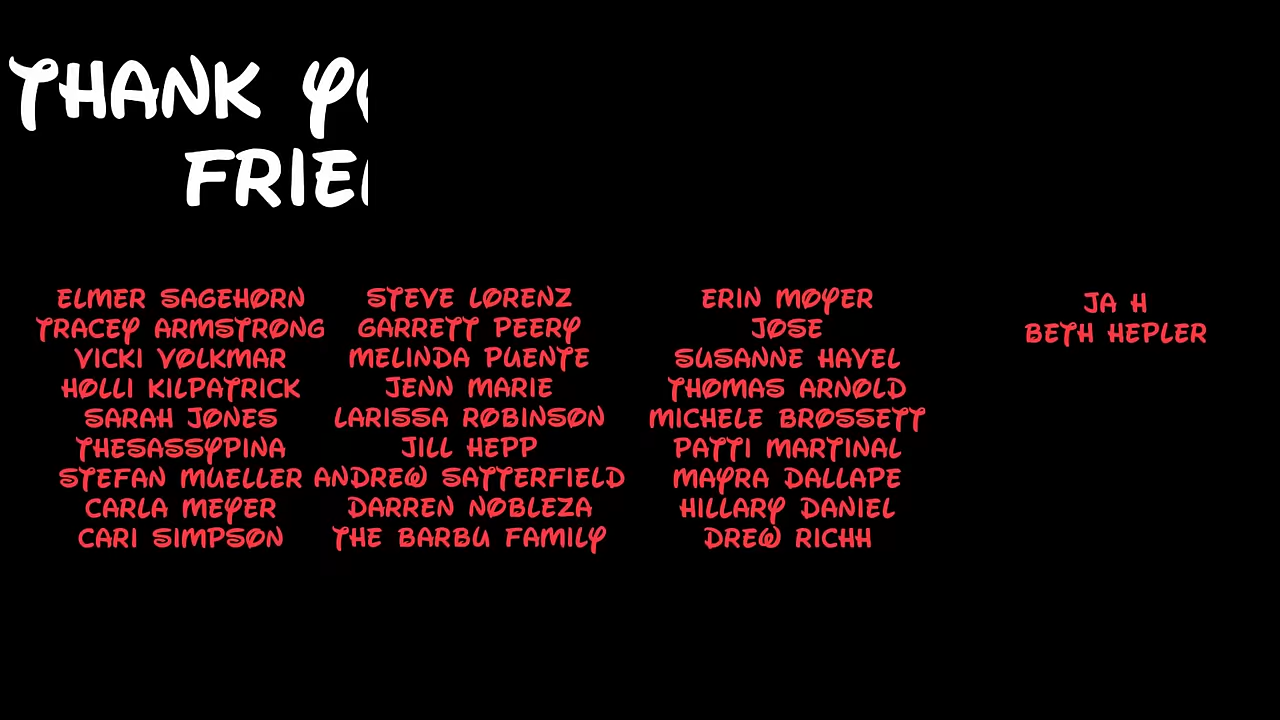 THANK YO
FRIE
ELMER SAGEHORN
TRACEY ARMSTRONG
VICKI VOLKMAR
HOLLI KILPATRICK
SARAH JONES
THESASSYPINA
STEFAN MUELLER
CARLA MEYER
CARI SIMPSON
STEVE LORENZ
GARRETT PEERY
MELINDA PUENTE
JENN MARIE
LARISSA ROBINSON
JILL HEPP
ANDREW SATTERFIELD
DARREN NOBLEZA
THE BARBU FAMILY
ERIN MOYER
JOSE
SUSANNE HAVEL
THOMAS ARNOLD
MICHELE BROSSETT
PATTI MARTINAL
MAYRA DALLAPE
HILLARY DANIEL
DREW RICHH
JA H
BETH HEPLER